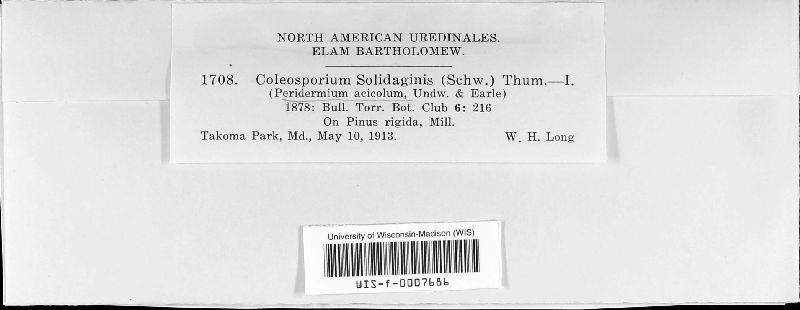 NORTH AMERICAN UREDINALES.
ELAM BARTHOLOMEW.
1708. Coleosporium Solidaginis (Schw.) Thum.—I.
(Peridermium acicolum, Undw. & Earle)
1878: Bull. Torr. Bot. Club 6: 216
On Pinus rigida, Mill.
Takoma Park, Md., May 10, 1913. W. H. Long
University of Wisconsin-Madison (WIS)
WIS-f-0007686